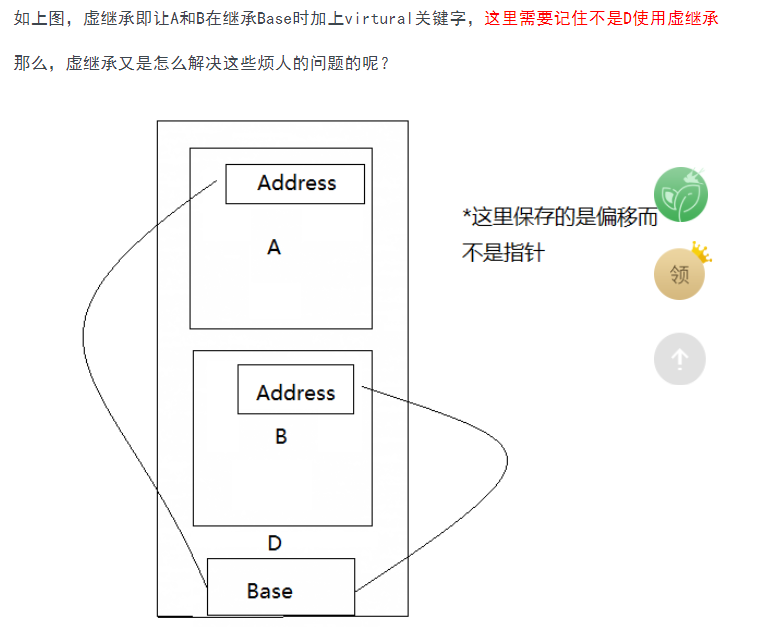 如上图，虚继承即让A和B在继承Base时加上virtural关键字，这里需要记住不是D使用虚继承
那么，虚继承又是怎么解决这些烦人的问题的呢？
Address
A
*这里保存的是偏移而
不是指针
领
Address
B
D
Base